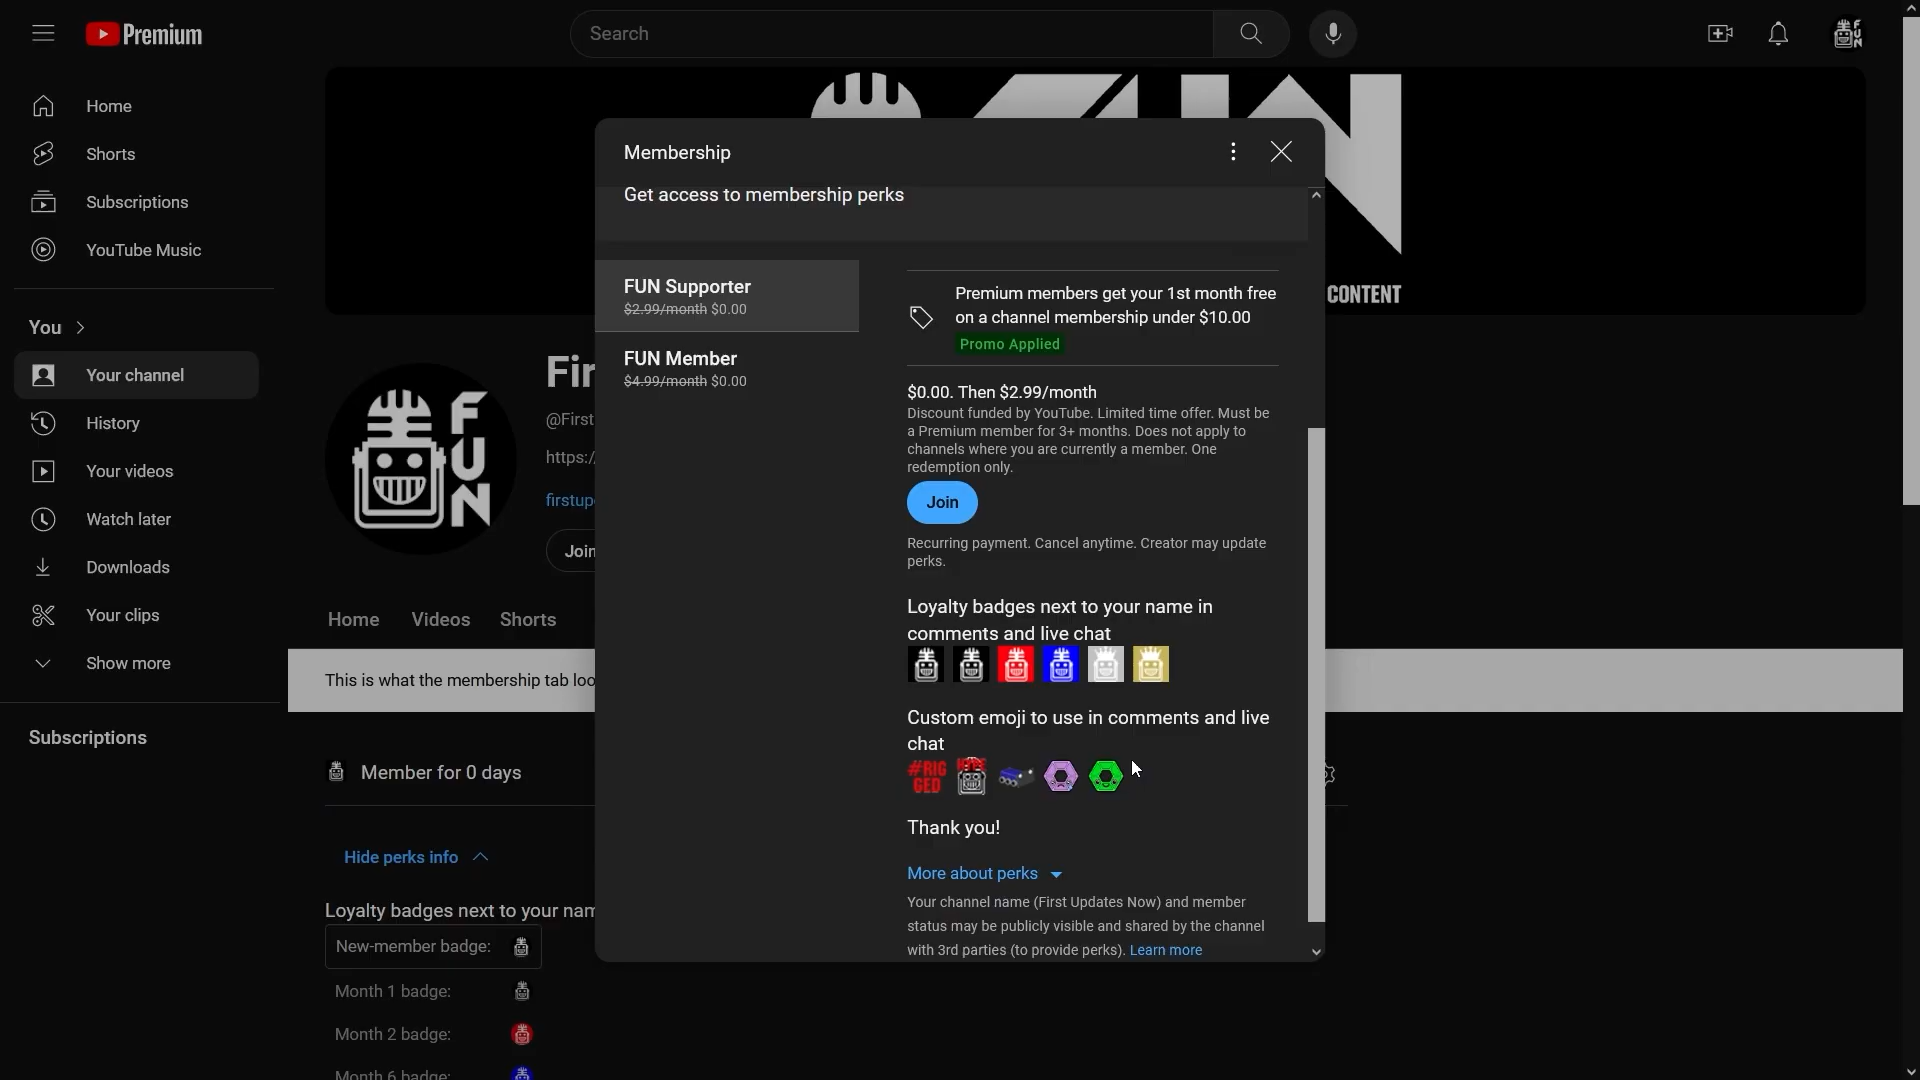 Premium
Search
FUN
Home
Shorts
Subscriptions
YouTube Music
You
Your channel
History
Your videos
Watch later
Downloads
Your clips
Show more
Subscriptions
CONTENT
FUN
Fir
@First
https:/
firstup
Join
Home Videos Shorts
This is what the membership tab loo
Member for 0 days
Hide perks info
Loyalty badges next to your nam
New-member badge:
Month 1 badge:
Month 2 badge:
Month 6 badge:
Membership
Get access to membership perks
FUN Supporter
$2.99/month $0.00
FUN Member
$4.99/month $0.00
Premium members get your 1st month free
on a channel membership under $10.00
Promo Applied
$0.00. Then $2.99/month
Discount funded by YouTube. Limited time offer. Must be
a Premium member for 3+ months. Does not apply to
channels where you are currently a member. One
redemption only.
Join
Recurring payment. Cancel anytime. Creator may update
perks.
Loyalty badges next to your name in
comments and live chat
Custom emoji to use in comments and live
chat
#RIG
GED
HYPE
Thank you!
More about perks
Your channel name (First Updates Now) and member
status may be publicly visible and shared by the channel
with 3rd parties (to provide perks). Learn more